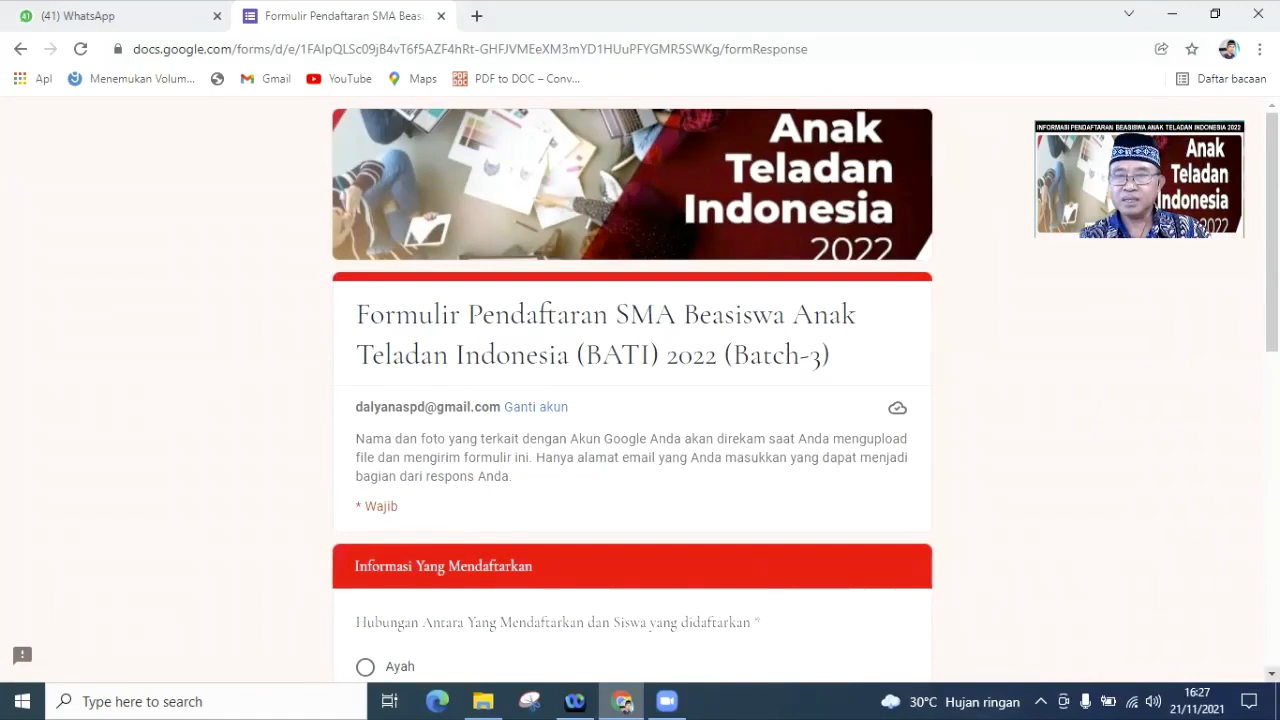 (41) WhatsApp
Formulir Pendaftaran SMA Beas
docs.google.com/forms/d/e/1FAIpQLSc09jB4vT6f5AZF4hRt-GHFJVMEeXM3mYD1HUuPFYGMR5SWKg/formResponse
Apl
Menemukan Volum...
Gmail
YouTube
Maps
PDF to DOC – Conv...
Daftar bacaan
Anak
Teladan
Indonesia
2022
INFORMASI PENDAFTARAN BEASISWA ANAK TELADAN INDONESIA 2022
Anak
Teladan
Indonesia
2022
Formulir Pendaftaran SMA Beasiswa Anak
Teladan Indonesia (BATI) 2022 (Batch-3)
dalyanaspd@gmail.com Ganti akun
Nama dan foto yang terkait dengan Akun Google Anda akan direkam saat Anda mengupload
file dan mengirim formulir ini. Hanya alamat email yang Anda masukkan yang dapat menjadi
bagian dari respons Anda.
* Wajib
Informasi Yang Mendaftarkan
Hubungan Antara Yang Mendaftarkan dan Siswa yang didaftarkan *
Ayah
Type here to search
30°C Hujan ringan
16:27
21/11/2021